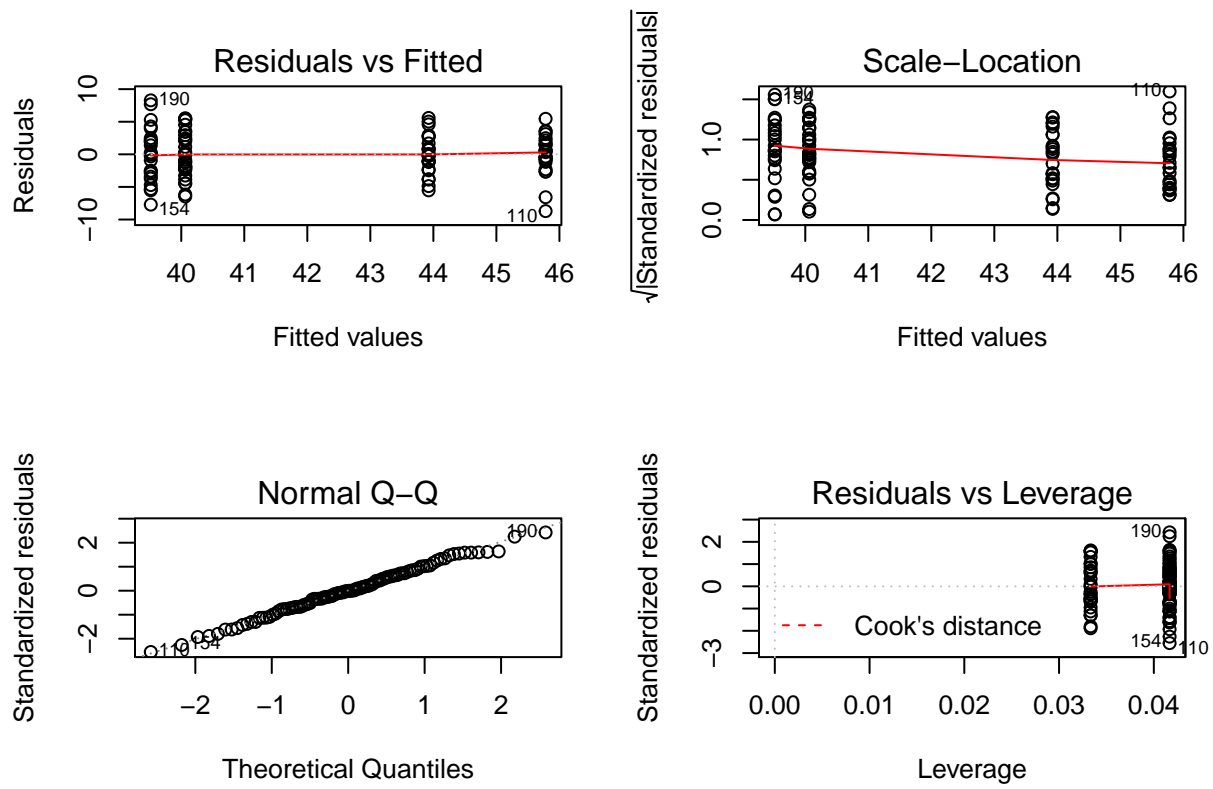 Residuals vs Fitted
Residuals
10
0
−10
190
154
110
40 41 42 43 44 45 46
Fitted values
Scale−Location
√|Standardized residuals|
1.0
0.0
190
154
110
40 41 42 43 44 45 46
Fitted values
Normal Q−Q
Standardized residuals
2
0
−2
190
154
110
−2 −1 0 1 2
Theoretical Quantiles
Residuals vs Leverage
Standardized residuals
2
0
−3
190
Cook's distance
154
110
0.00 0.01 0.02 0.03 0.04
Leverage